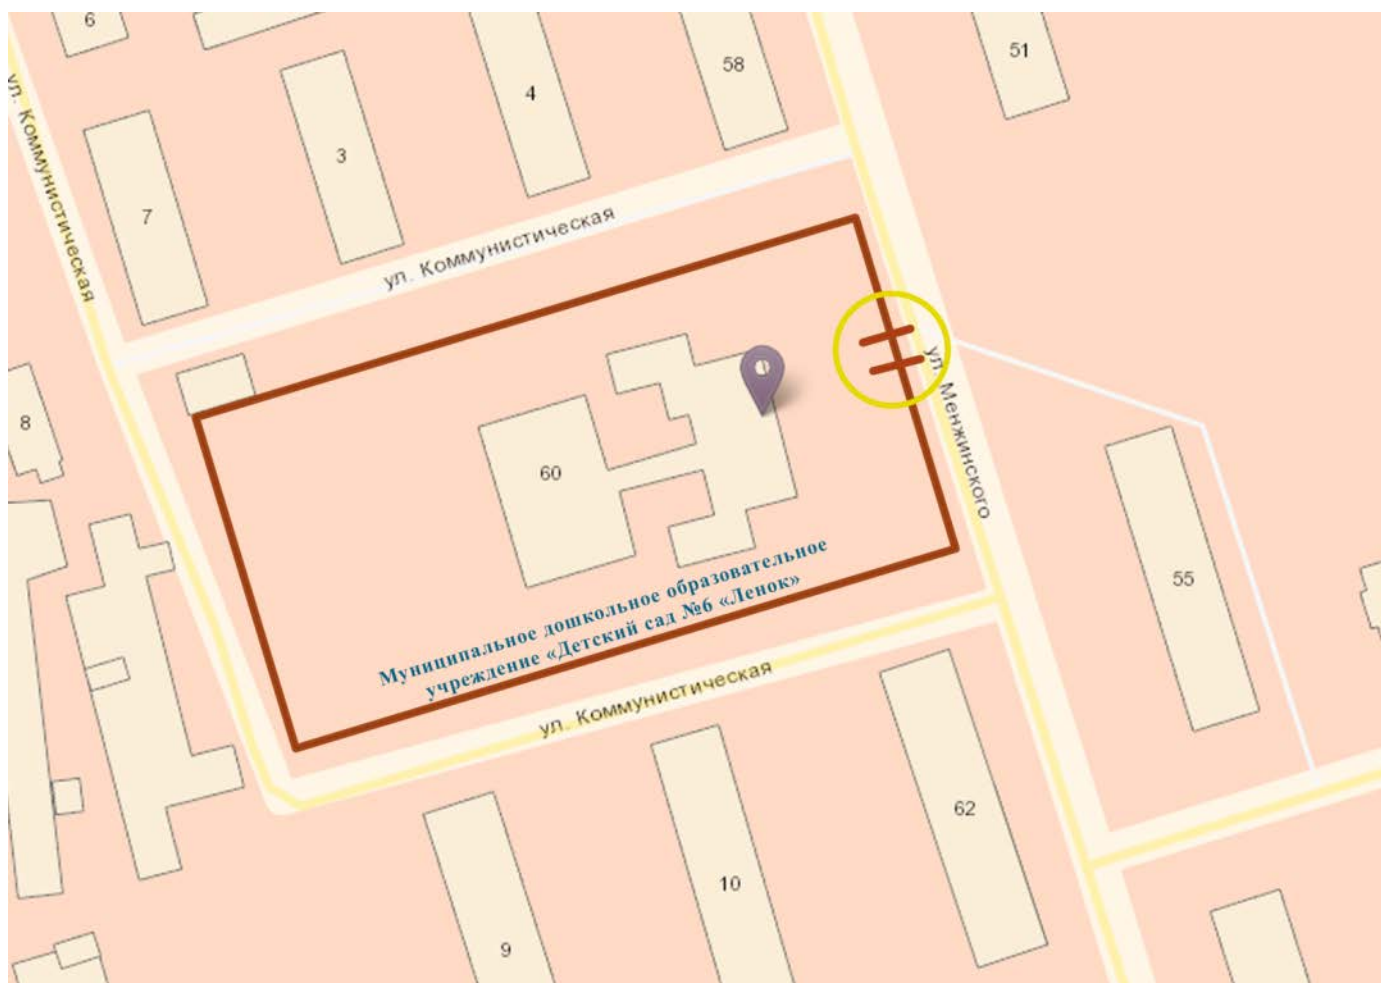 6
51
58
4
3
7
ул. Коммунистическая
ул. Коммунистическая
ул. Менжинского
8
60
55
Муниципальное дошкольное образовательное
учреждение «Детский сад №6 «Ленок»
ул. Коммунистическая
62
10
9